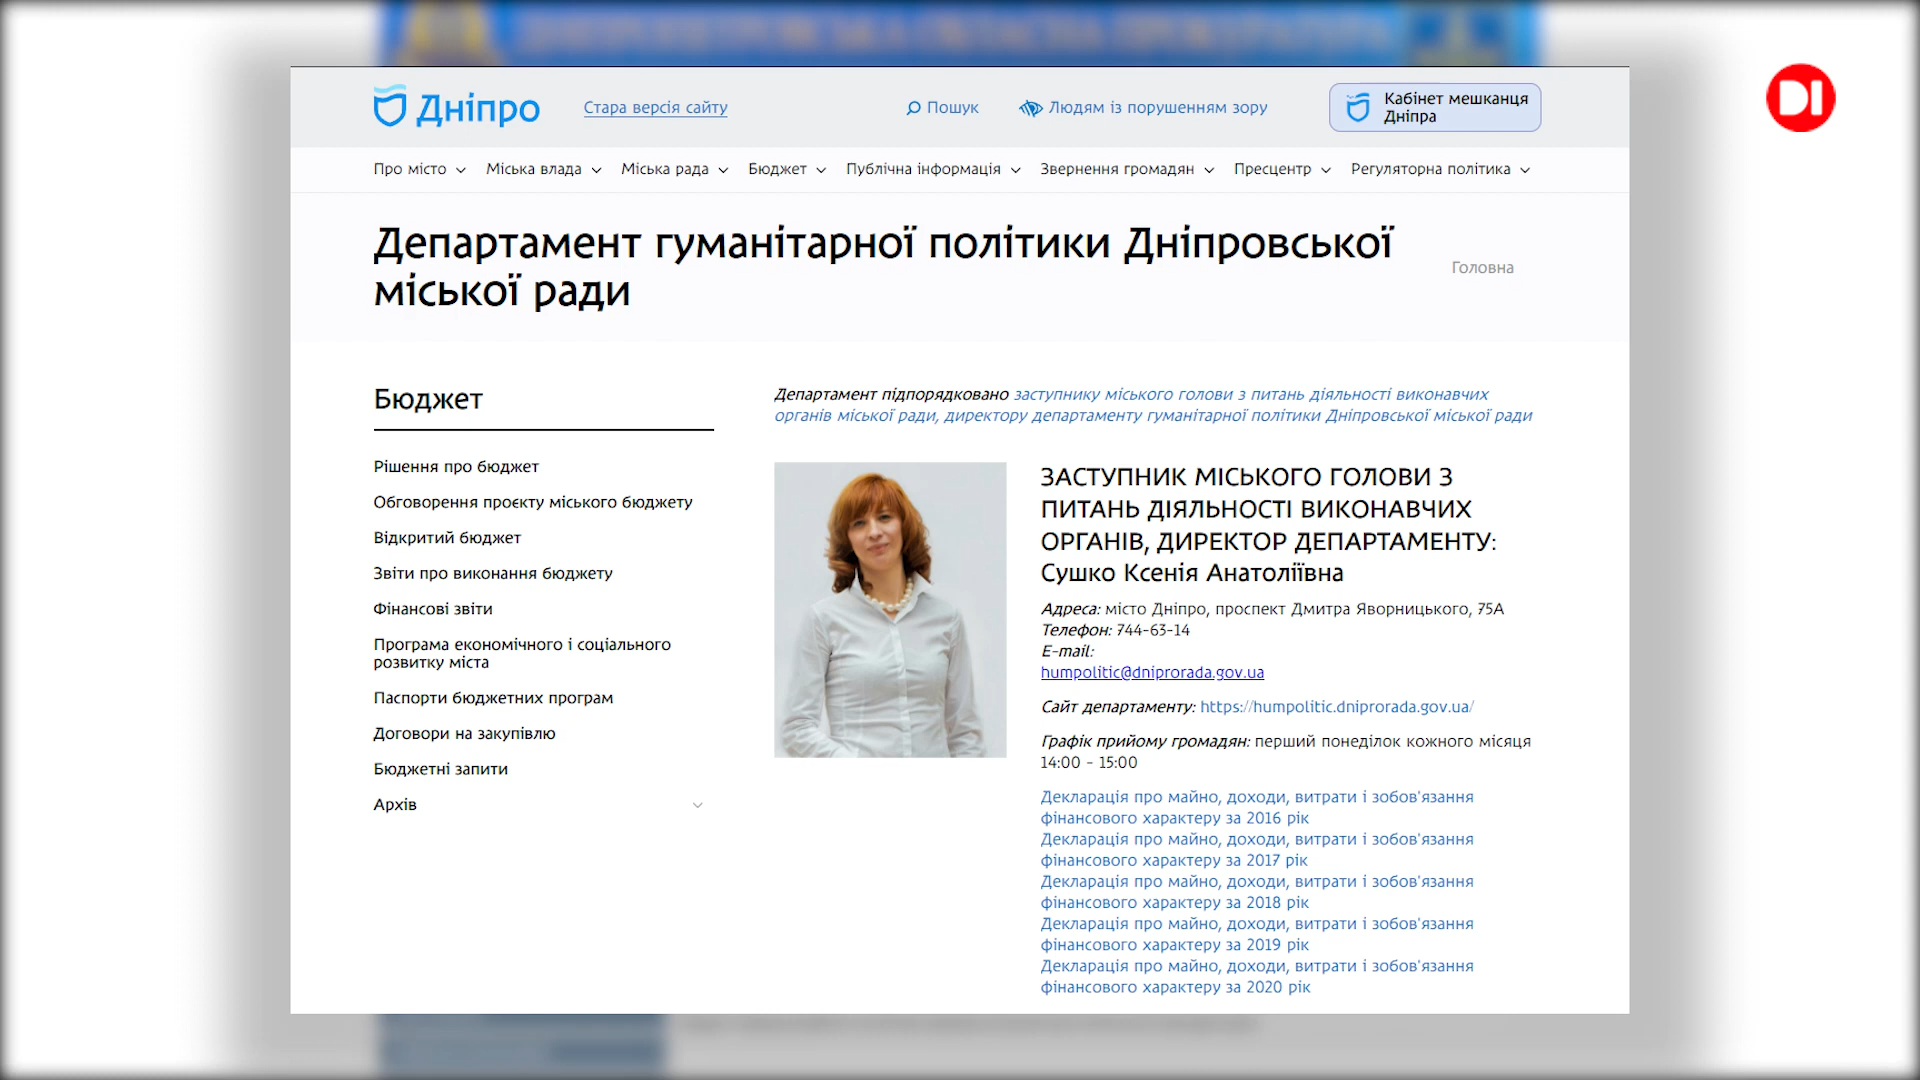 ДНІПРОПЕТРОВСЬКА ОБЛАСНА ПРОКУРАТУРА
Дніпро
Стара версія сайту
Пошук
Людям із порушенням зору
Кабінет мешканця
Дніпра
DI
Про місто
Міська влада
Міська рада
Бюджет
Публічна інформація
Звернення громадян
Пресцентр
Регуляторна політика
Департамент гуманітарної політики Дніпровської
міської ради
Головна
Бюджет
Рішення про бюджет
Обговорення проєкту міського бюджету
Відкритий бюджет
Звіти про виконання бюджету
Фінансові звіти
Програма економічного і соціального
розвитку міста
Паспорти бюджетних програм
Договори на закупівлю
Бюджетні запити
Архів
Департамент підпорядковано заступнику міського голови з питань діяльності виконавчих
органів міської ради, директору департаменту гуманітарної політики Дніпровської міської ради
ЗАСТУПНИК МІСЬКОГО ГОЛОВИ З
ПИТАНЬ ДІЯЛЬНОСТІ ВИКОНАВЧИХ
ОРГАНІВ, ДИРЕКТОР ДЕПАРТАМЕНТУ:
Сушко Ксенія Анатоліївна
Адреса: місто Дніпро, проспект Дмитра Яворницького, 75А
Телефон: 744-63-14
E-mail:
humpolitic@dniprorada.gov.ua
Сайт департаменту: https://humpolitic.dniprorada.gov.ua/
Графік прийому громадян: перший понеділок кожного місяця
14:00 - 15:00
Декларація про майно, доходи, витрати і зобов'язання
фінансового характеру за 2016 рік
Декларація про майно, доходи, витрати і зобов'язання
фінансового характеру за 2017 рік
Декларація про майно, доходи, витрати і зобов'язання
фінансового характеру за 2018 рік
Декларація про майно, доходи, витрати і зобов'язання
фінансового характеру за 2019 рік
Декларація про майно, доходи, витрати і зобов'язання
фінансового характеру за 2020 рік